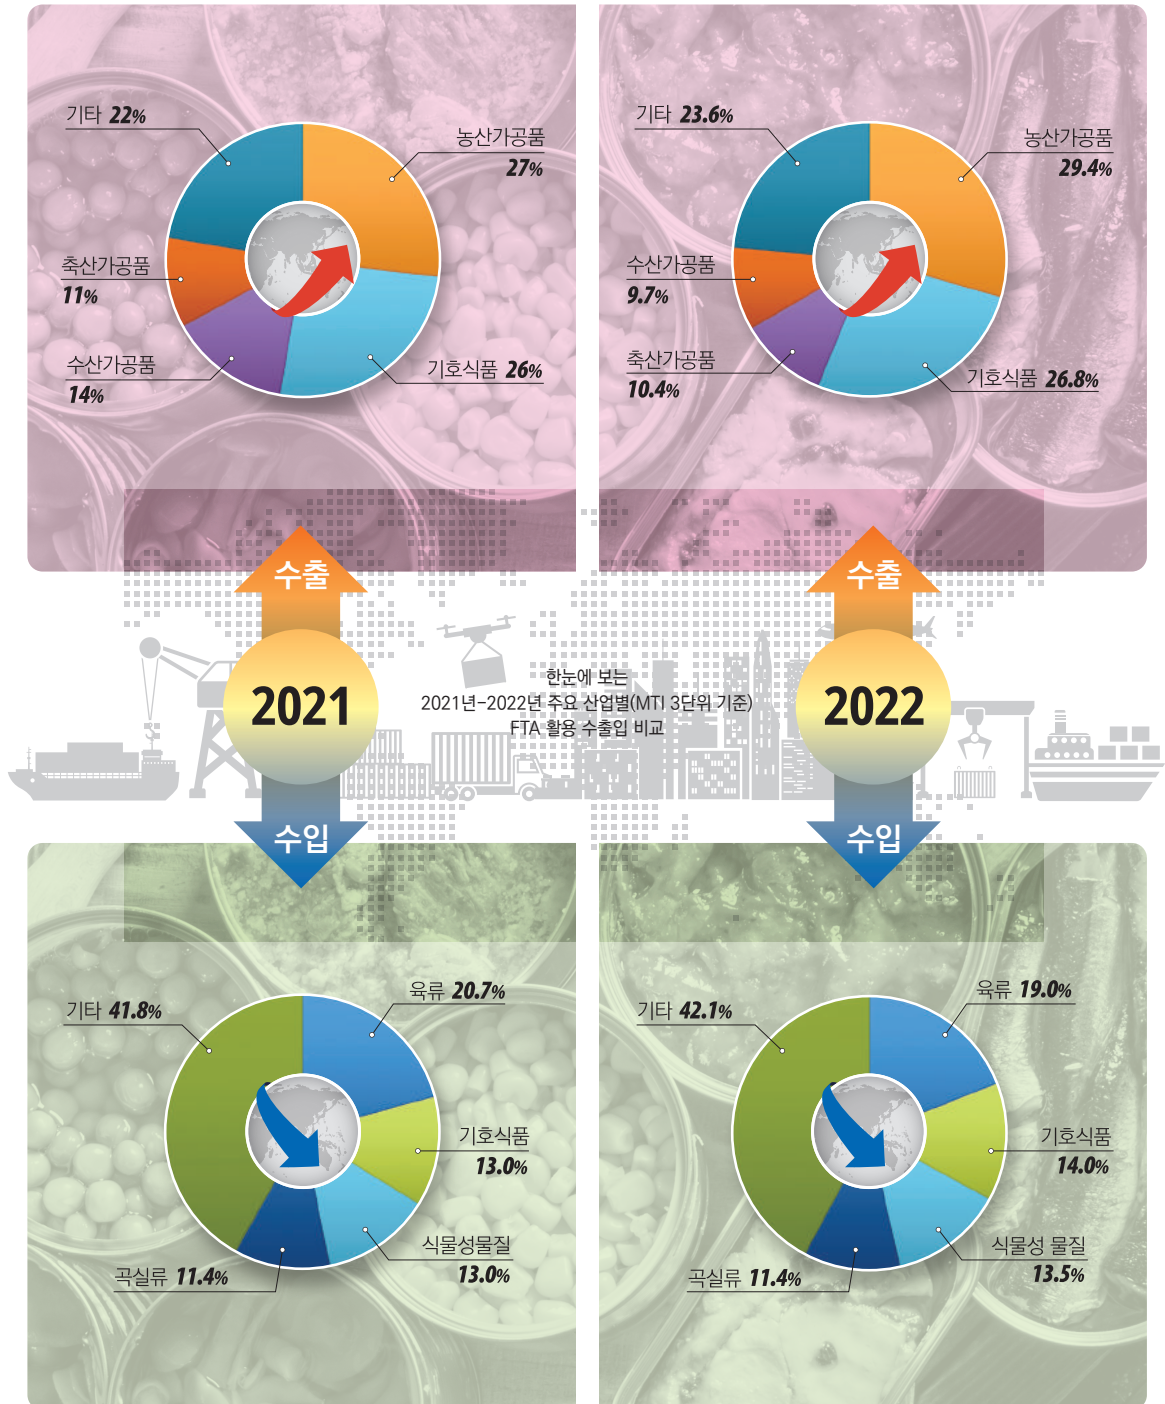 기타 22%
농산가공품
27%
축산가공품
11%
수산가공품
14%
기호식품 26%
기타 23.6%
농산가공품
29.4%
수산가공품
9.7%
축산가공품
10.4%
기호식품 26.8%
수출
2021
수입
한눈에 보는
2021년-2022년 주요 산업별(MTI 3단위 기준)
FTA 활용 수출입 비교
수출
2022
수입
기타 41.8%
육류 20.7%
기호식품
13.0%
식물성물질
13.0%
곡실류 11.4%
기타 42.1%
육류 19.0%
기호식품
14.0%
식물성 물질
13.5%
곡실류 11.4%